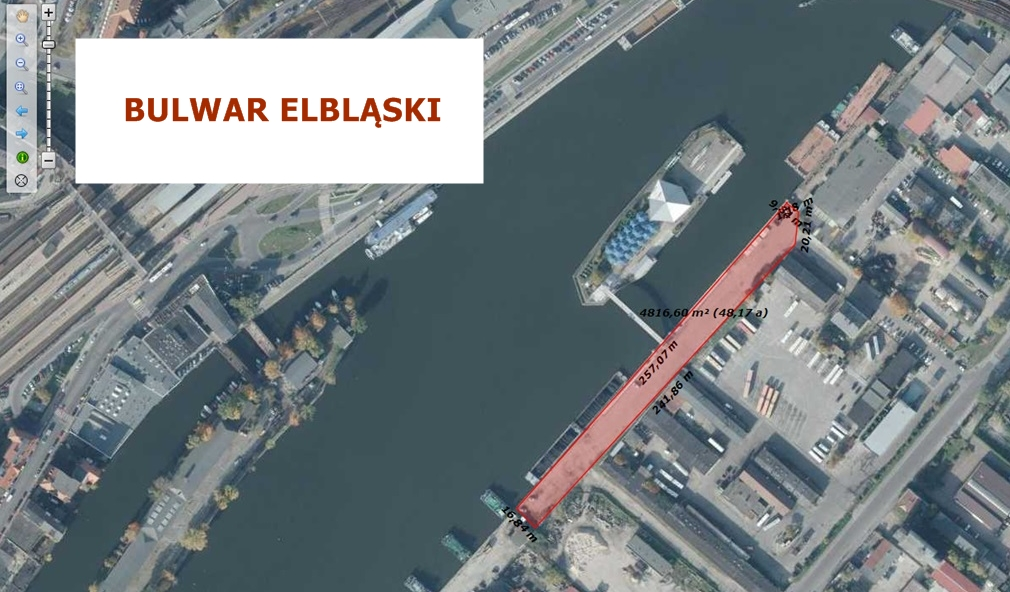 BULWAR ELBLĄSKI
20,21 m
4816,60 m² (48,17 a)
257,07 m
241,86 m
16,84 m